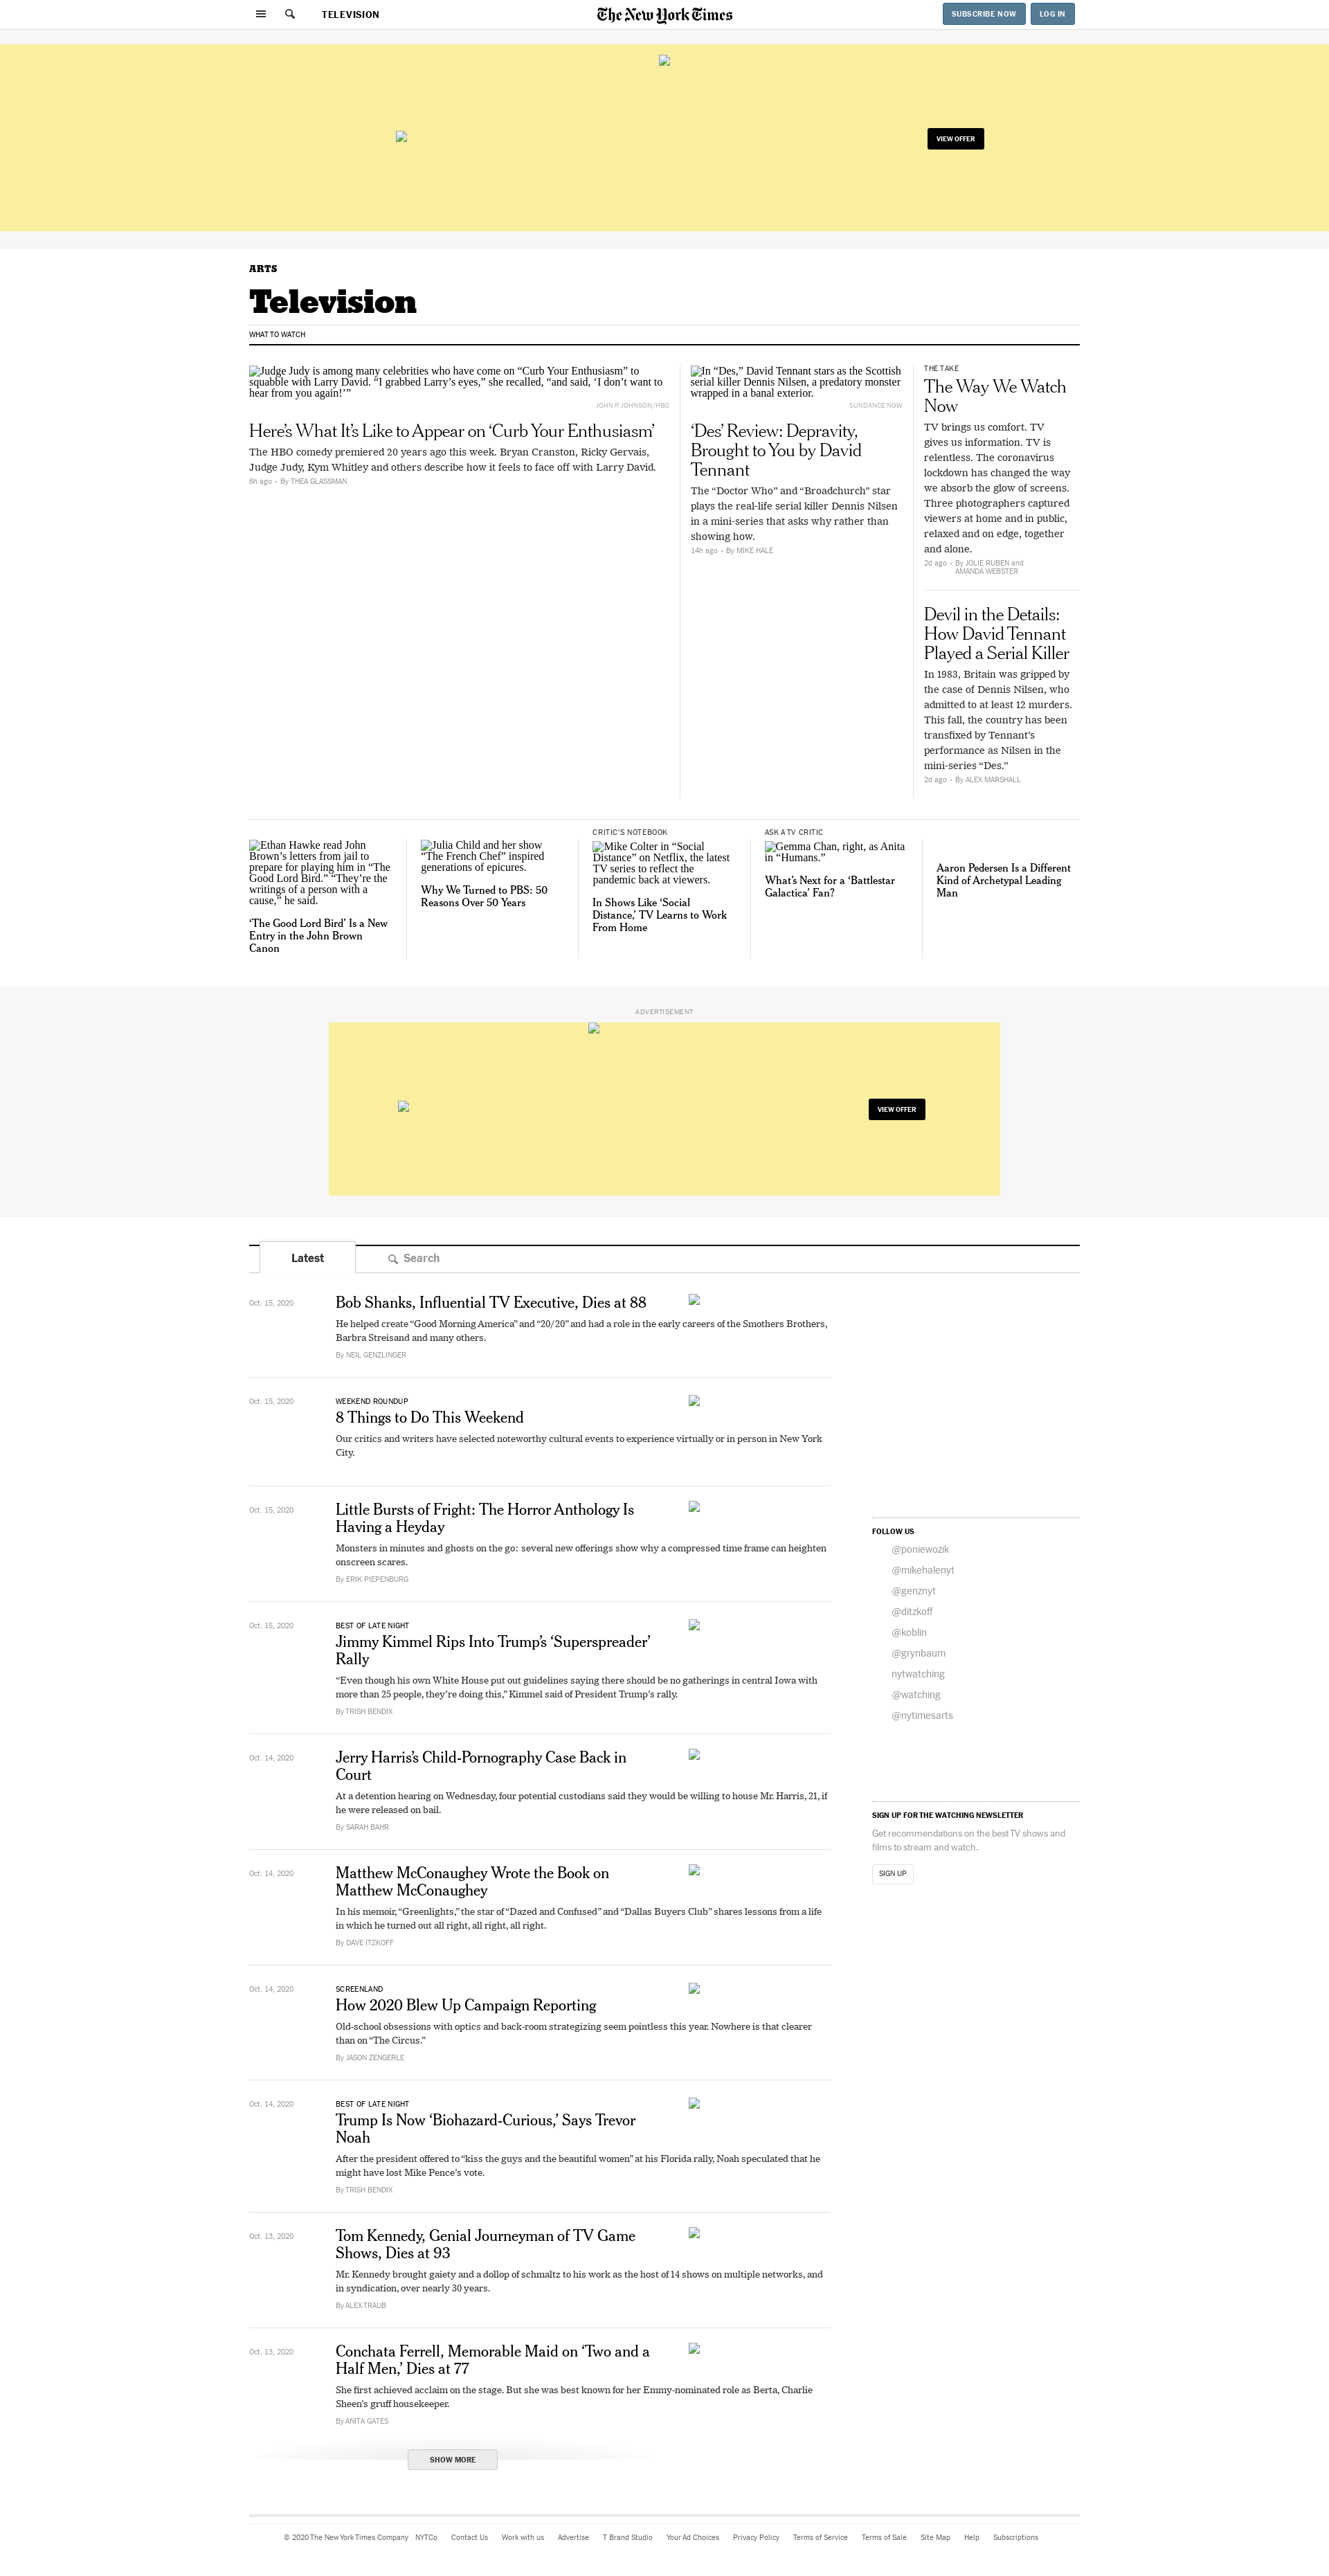 TELEVISION
The New York Times
SUBSCRIBE NOW
LOG IN
VIEW OFFER
ARTS
Television
WHAT TO WATCH
Judge Judy is among many celebrities who have come on “Curb Your Enthusiasm” to
squabble with Larry David. “I grabbed Larry’s eyes,” she recalled, “and said, ‘I don’t want to
hear from you again!’”
JOHN P. JOHNSON/HBO
Here’s What It’s Like to Appear on ‘Curb Your Enthusiasm’
The HBO comedy premiered 20 years ago this week. Bryan Cranston, Ricky Gervais,
Judge Judy, Kym Whitley and others describe how it feels to face off with Larry David.
6h ago · By THEA GLASSMAN
In “Des,” David Tennant stars as the Scottish
serial killer Dennis Nilsen, a predatory monster
wrapped in a banal exterior.
SUNDANCE NOW
‘Des’ Review: Depravity,
Brought to You by David
Tennant
The “Doctor Who” and “Broadchurch” star
plays the real-life serial killer Dennis Nilsen
in a mini-series that asks why rather than
showing how.
14h ago · By MIKE HALE
THE TAKE
The Way We Watch
Now
TV brings us comfort. TV
gives us information. TV is
relentless. The coronavirus
lockdown has changed the way
we absorb the glow of screens.
Three photographers captured
viewers at home and in public,
relaxed and on edge, together
and alone.
2d ago · By JOLIE RUBEN and
AMANDA WEBSTER
Devil in the Details:
How David Tennant
Played a Serial Killer
In 1983, Britain was gripped by
the case of Dennis Nilsen, who
admitted to at least 12 murders.
This fall, the country has been
transfixed by Tennant’s
performance as Nilsen in the
mini-series “Des.”
2d ago · By ALEX MARSHALL
Ethan Hawke read John
Brown’s letters from jail to
prepare for playing him in “The
Good Lord Bird.” “They’re the
writings of a person with a
cause,” he said.
‘The Good Lord Bird’ Is a New
Entry in the John Brown
Canon
Julia Child and her show
“The French Chef” inspired
generations of epicures.
Why We Turned to PBS: 50
Reasons Over 50 Years
CRITIC’S NOTEBOOK
Mike Colter in “Social
Distance” on Netflix, the latest
TV series to reflect the
pandemic back at viewers.
In Shows Like ‘Social
Distance,’ TV Learns to Work
From Home
ASK A TV CRITIC
Gemma Chan, right, as Anita
in “Humans.”
What’s Next for a ‘Battlestar
Galactica’ Fan?
Aaron Pedersen Is a Different
Kind of Archetypal Leading
Man
ADVERTISEMENT
VIEW OFFER
Latest
Search
Oct. 15, 2020
Bob Shanks, Influential TV Executive, Dies at 88
He helped create “Good Morning America” and “20/20” and had a role in the early careers of the Smothers Brothers,
Barbra Streisand and many others.
By NEIL GENZLINGER
Oct. 15, 2020
WEEKEND ROUNDUP
8 Things to Do This Weekend
Our critics and writers have selected noteworthy cultural events to experience virtually or in person in New York
City.
Oct. 15, 2020
Little Bursts of Fright: The Horror Anthology Is
Having a Heyday
Monsters in minutes and ghosts on the go: several new offerings show why a compressed time frame can heighten
onscreen scares.
By ERIK PIEPENBURG
Oct. 15, 2020
BEST OF LATE NIGHT
Jimmy Kimmel Rips Into Trump’s ‘Superspreader’
Rally
“Even though his own White House put out guidelines saying there should be no gatherings in central Iowa with
more than 25 people, they’re doing this,” Kimmel said of President Trump’s rally.
By TRISH BENDIX
Oct. 14, 2020
Jerry Harris’s Child-Pornography Case Back in
Court
At a detention hearing on Wednesday, four potential custodians said they would be willing to house Mr. Harris, 21, if
he were released on bail.
By SARAH BAHR
Oct. 14, 2020
Matthew McConaughey Wrote the Book on
Matthew McConaughey
In his memoir, “Greenlights,” the star of “Dazed and Confused” and “Dallas Buyers Club” shares lessons from a life
in which he turned out all right, all right, all right.
By DAVE ITZKOFF
Oct. 14, 2020
SCREENLAND
How 2020 Blew Up Campaign Reporting
Old-school obsessions with optics and back-room strategizing seem pointless this year. Nowhere is that clearer
than on “The Circus.”
By JASON ZENGERLE
Oct. 14, 2020
BEST OF LATE NIGHT
Trump Is Now ‘Biohazard-Curious,’ Says Trevor
Noah
After the president offered to “kiss the guys and the beautiful women” at his Florida rally, Noah speculated that he
might have lost Mike Pence’s vote.
By TRISH BENDIX
Oct. 13, 2020
Tom Kennedy, Genial Journeyman of TV Game
Shows, Dies at 93
Mr. Kennedy brought gaiety and a dollop of schmaltz to his work as the host of 14 shows on multiple networks, and
in syndication, over nearly 30 years.
By ALEX TRAUB
Oct. 13, 2020
Conchata Ferrell, Memorable Maid on ‘Two and a
Half Men,’ Dies at 77
She first achieved acclaim on the stage. But she was best known for her Emmy-nominated role as Berta, Charlie
Sheen’s gruff housekeeper.
By ANITA GATES
SHOW MORE
FOLLOW US
@poniewozik
@mikehalenyt
@genznyt
@ditzkoff
@koblin
@grynbaum
nytwatching
@watching
@nytimesarts
SIGN UP FOR THE WATCHING NEWSLETTER
Get recommendations on the best TV shows and
films to stream and watch.
SIGN UP
© 2020 The New York Times Company NYTCo Contact Us Work with us Advertise T Brand Studio Your Ad Choices Privacy Policy Terms of Service Terms of Sale Site Map Help Subscriptions